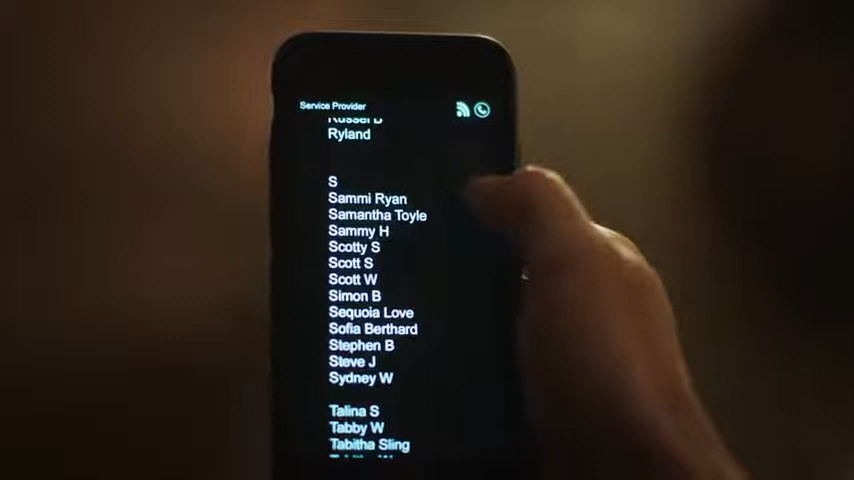 Service Provider
Russel B
Ryland
S
Sammi Ryan
Samantha Toyle
Sammy H
Scotty S
Scott S
Scott W
Simon B
Sequoia Love
Sofia Berthard
Stephen B
Steve J
Sydney W
Talina S
Tabby W
Tabitha Sling